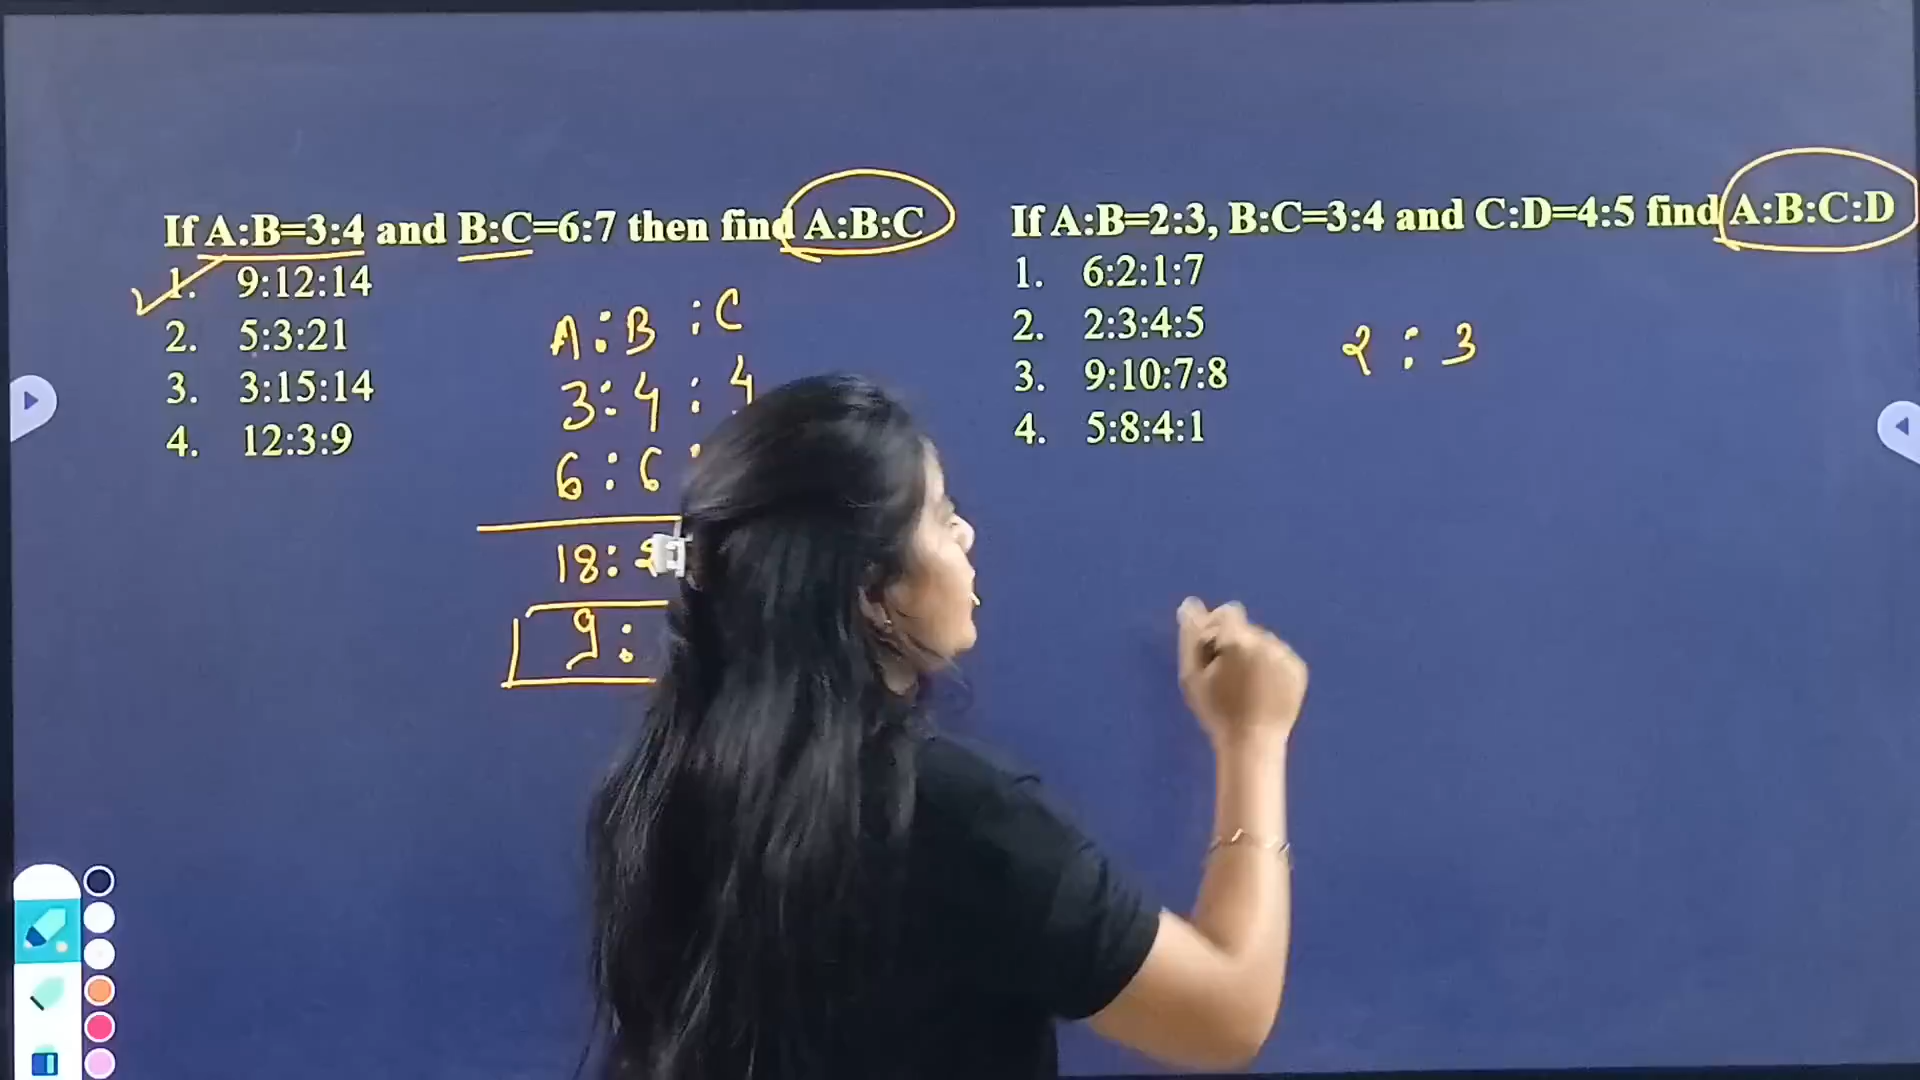 If A:B=3:4 and B:C=6:7 then find A:B:C
1. 9:12:14
2. 5:3:21
3. 3:15:14
4. 12:3:9
A : B : C
3 : 4 : 4
6 : 6 :
18 : 2
9 :
If A:B=2:3, B:C=3:4 and C:D=4:5 find A:B:C:D
1. 6:2:1:7
2. 2:3:4:5
3. 9:10:7:8
4. 5:8:4:1
2 : 3